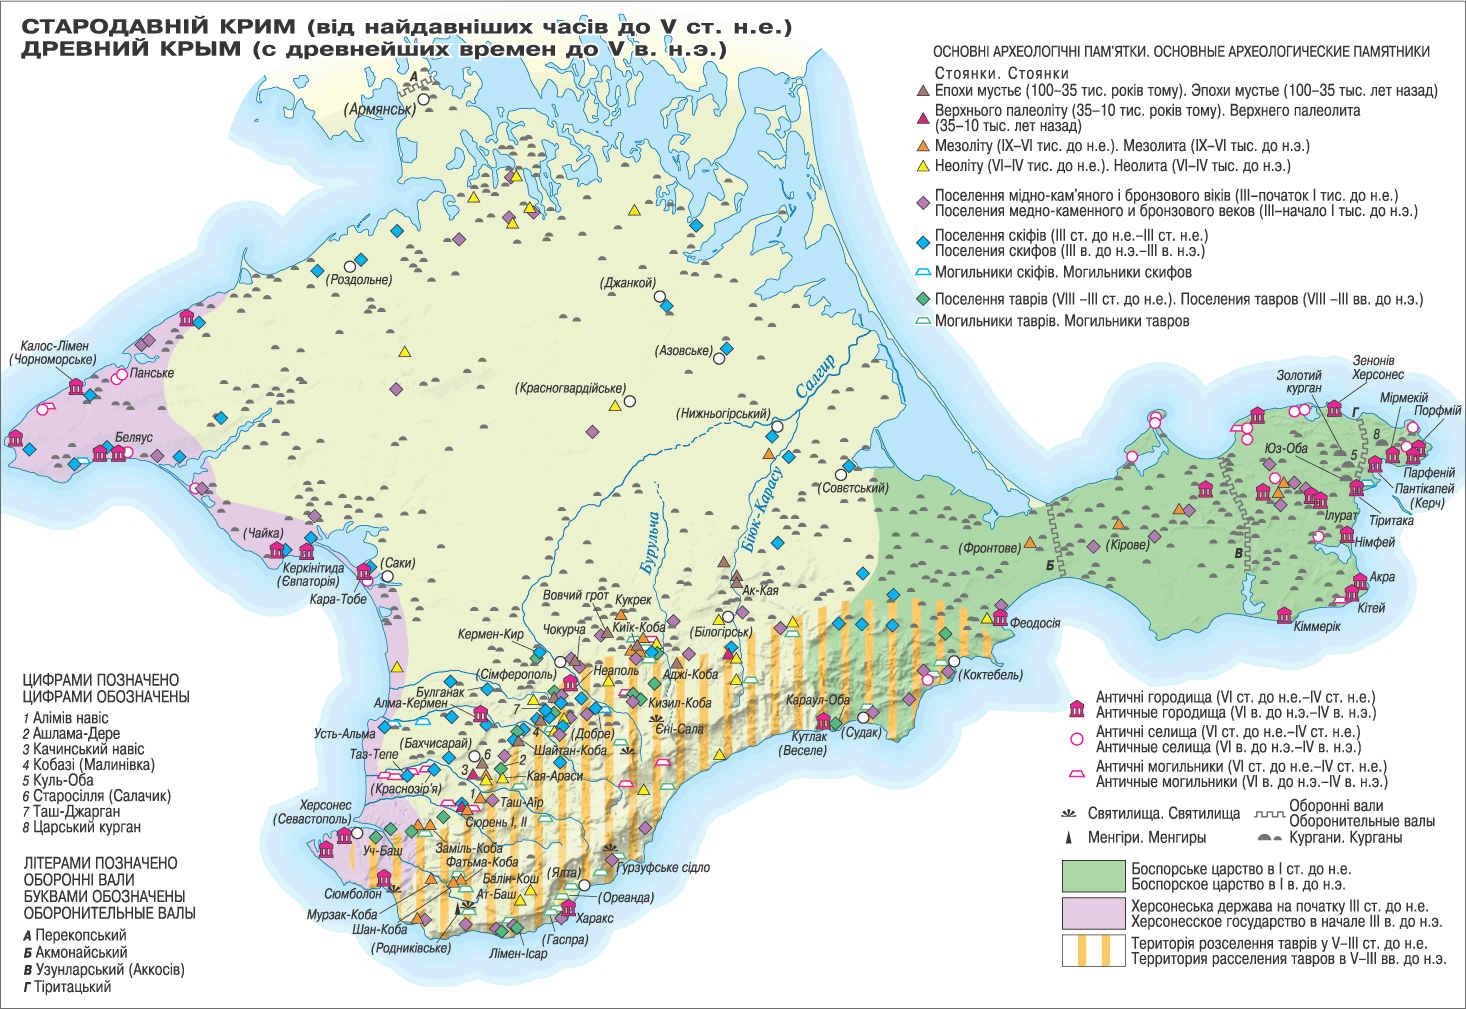 СТАРОДАВНІЙ КРИМ (від найдавніших часів до V ст. н.е.)
ДРЕВНИЙ КРЫМ (с древнейших времен до V в. н.э.)
ОСНОВНІ АРХЕОЛОГІЧНІ ПАМ'ЯТКИ. ОСНОВНЫЕ АРХЕОЛОГИЧЕСКИЕ ПАМЯТНИКИ
Стоянки. Стоянки
Епохи мустьє (100–35 тис. років тому). Эпохи мустье (100–35 тыс. лет назад)
Верхнього палеоліту (35–10 тис. років тому). Верхнего палеолита
(35–10 тыс. лет назад)
Мезоліту (IX–VI тис. до н.е.). Мезолита (IX–VI тыс. до н.э.)
Неоліту (VI–IV тис. до н.е.). Неолита (VI–IV тыс. до н.э.)
Поселення мідно-кам'яного і бронзового віків (III–початок I тис. до н.е.)
Поселения медно-каменного и бронзового веков (III–начало I тыс. до н.э.)
Поселення скіфів (III ст. до н.е.–III ст. н.е.)
Поселения скифов (III в. до н.э.–III в. н.э.)
Могильники скіфів. Могильники скифов
Поселення таврів (VIII –III ст. до н.е.). Поселения тавров (VIII –III вв. до н.э.)
Могильники таврів. Могильники тавров
А
(Армянськ)
(Роздольне)
(Джанкой)
(Азовське)
Салгир
(Красногвардійське)
(Нижньогірський)
Калос-Лімен
(Чорноморське)
Панське
Беляус
(Чайка)
Керкінітида
(Євпаторія)
(Саки)
Кара-Тобе
(Совєтський)
Бурульча
Біюк-Карасу
Зенонів
Херсонес
Золотий
курган
Мірмекій
Порфмій
Г
8
5
Юз-Оба
Парфеній
Пантікапей
(Керч)
Ілурат
Тірітака
Німфей
(Фронтове)
(Кірове)
Б
В
Акра
Кітей
Кіммерік
Феодосія
Ак-Кая
Вовчий грот
Кукрек
Кермен-Кир
Чокурча
Киїк-Коба
(Білогірськ)
(Сімферополь)
Неаполь
Аджі-Коба
(Коктебель)
Булганак
Алма-Кермен
7
Кизил-Коба
Караул-Оба
Усть-Альма
(Бахчисарай)
4
(Добре)
Єні-Сала
Кутлак
(Веселе)
(Судак)
Шайтан-Коба
Таз-Тепе
6
2
3
Кая-Араси
(Краснозір'я)
1
Таш-Аїр
Херсонес
(Севастополь)
Сюрень I, II
Уч-Баш
Заміль-Коба
Фатьма-Коба
(Ялта)
Гурзуфське сідло
Балін-Кош
Сюмболон
Ат-Баш
(Ореанда)
Мурзак-Коба
Шан-Коба
Харакс
(Родниківське)
(Гаспра)
Лімен-Ісар
ЦИФРАМИ ПОЗНАЧЕНО
ЦИФРАМИ ОБОЗНАЧЕНЫ
1 Алімів навіс
2 Ашлама-Дере
3 Качинський навіс
4 Кобазі (Малинівка)
5 Куль-Оба
6 Старосілля (Салачик)
7 Таш-Джарган
8 Царський курган
ЛІТЕРАМИ ПОЗНАЧЕНО
ОБОРОННІ ВАЛИ
БУКВАМИ ОБОЗНАЧЕНЫ
ОБОРОНИТЕЛЬНЫЕ ВАЛЫ
А Перекопський
Б Акмонайський
В Узунларський (Аккосів)
Г Тірітацький
Античні городища (VI ст. до н.е.–IV ст. н.е.)
Античные городища (VI в. до н.э.–IV в. н.э.)
Античні селища (VI ст. до н.е.–IV ст. н.е.)
Античные селища (VI в. до н.э.–IV в. н.э.)
Античні могильники (VI ст. до н.е.–IV ст. н.е.)
Античные могильники (VI в. до н.э.–IV в. н.э.)
Святилища. Святилища
Оборонні вали
Оборонительные валы
Менгіри. Менгиры
Кургани. Курганы
Боспорське царство в I ст. до н.е.
Боспорское царство в I в. до н.э.
Херсонеська держава на початку III ст. до н.е.
Херсонесское государство в начале III в. до н.э.
Територія розселення таврів у V–III ст. до н.е.
Территория расселения тавров в V–III вв. до н.э.